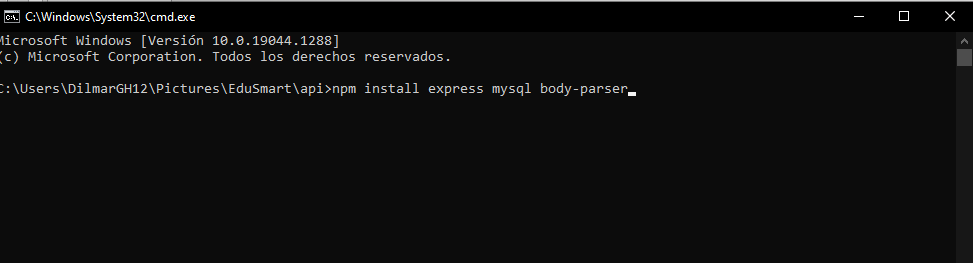 C:\Windows\System32\cmd.exe
Microsoft Windows [Versión 10.0.19044.1288]
(c) Microsoft Corporation. Todos los derechos reservados.
C:\Users\DilmarGH12\Pictures\EduSmart\api>npm install express mysql body-parser